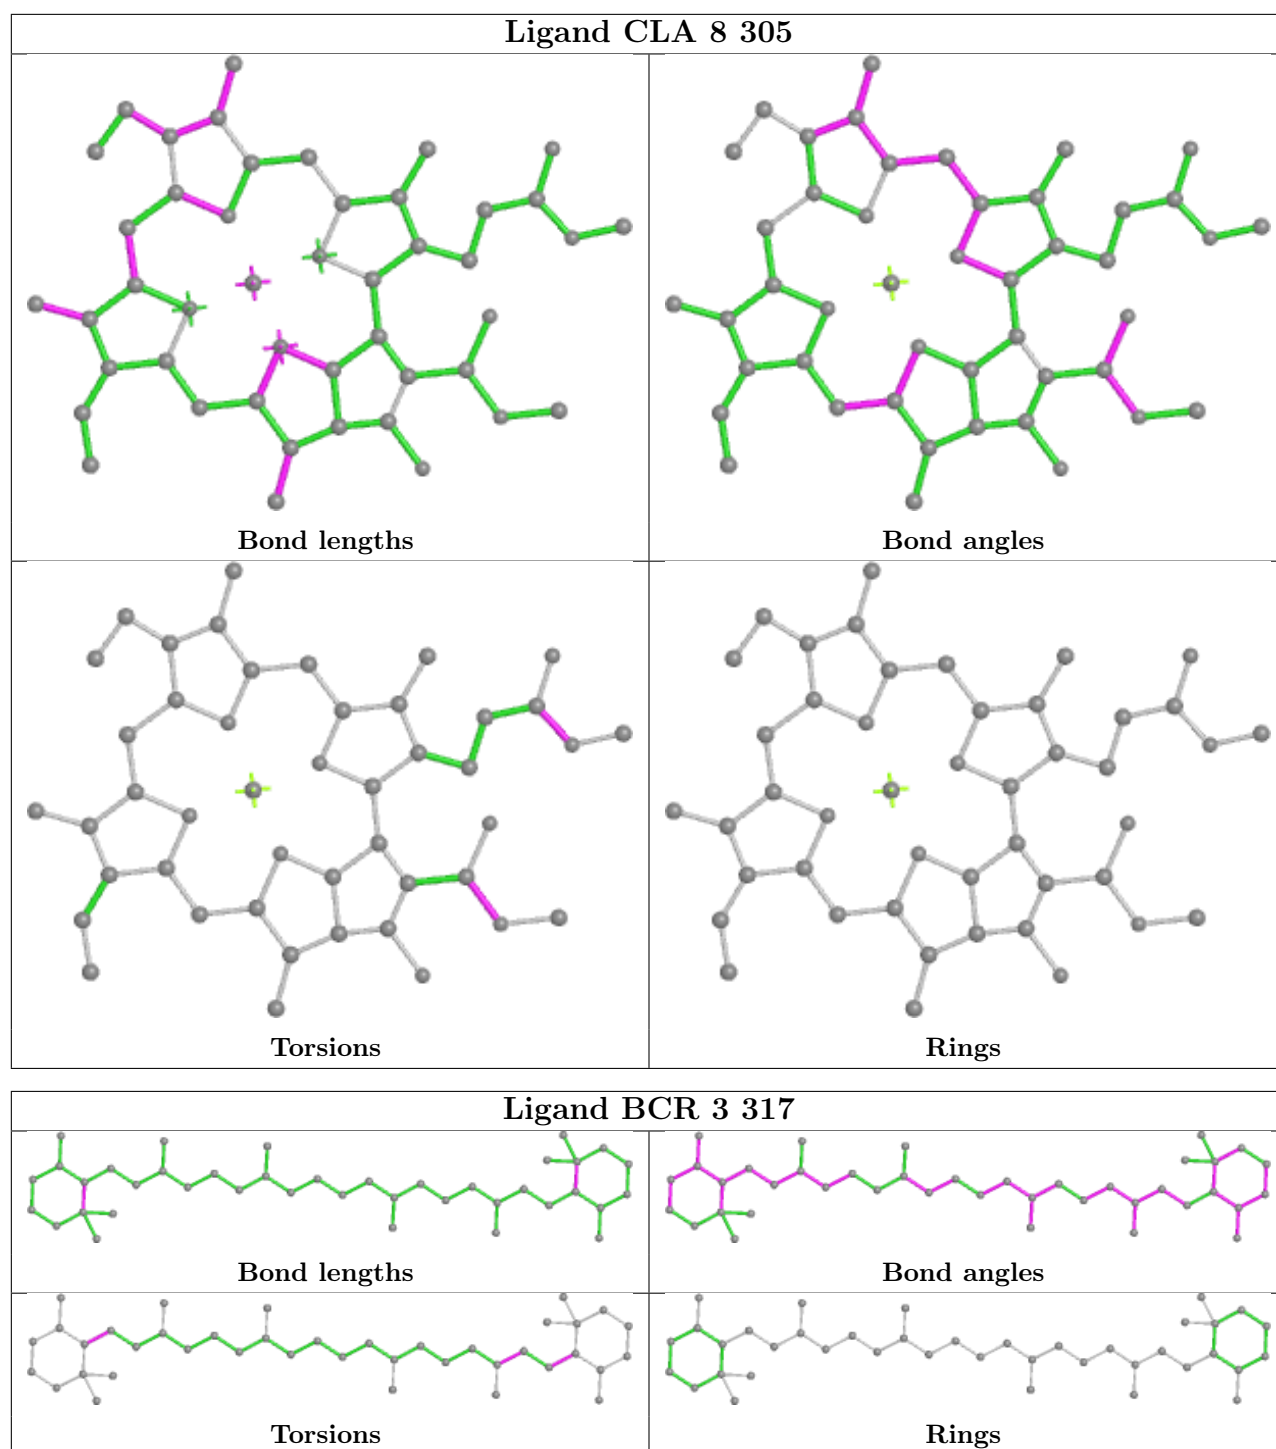 Ligand CLA 8 305
Bond lengths
Bond angles
Torsions
Rings
Ligand BCR 3 317
Bond lengths
Bond angles
Torsions
Rings